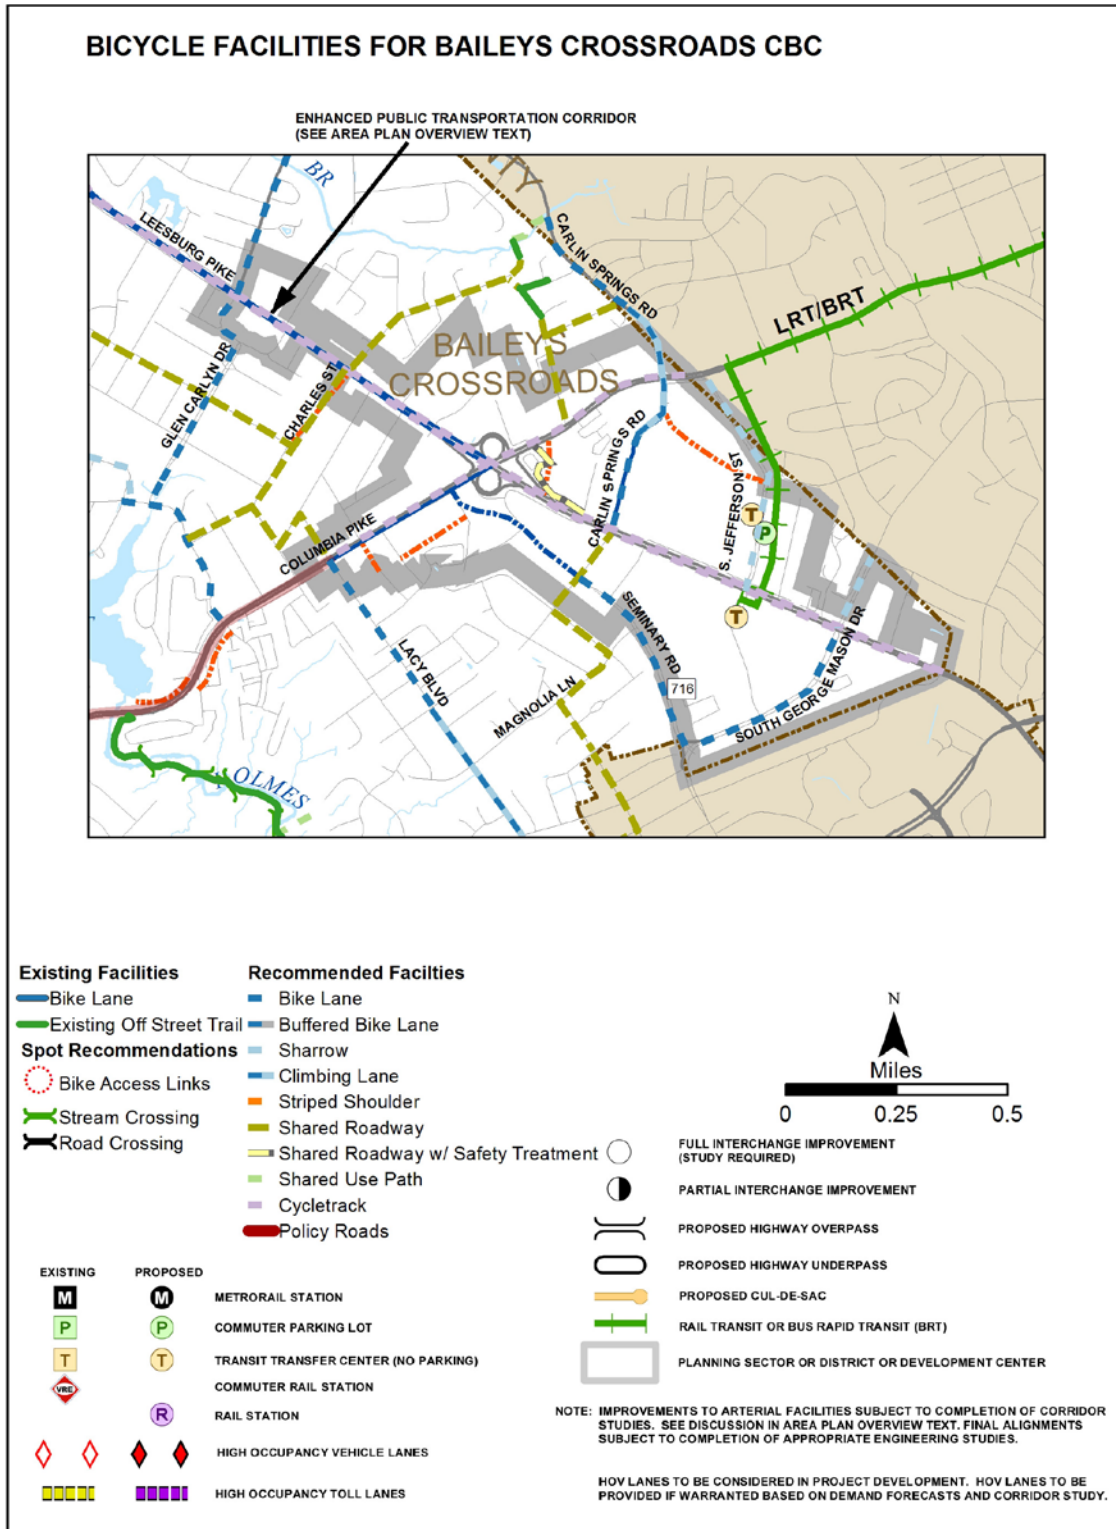 BICYCLE FACILITIES FOR BAILEYS CROSSROADS CBC
ENHANCED PUBLIC TRANSPORTATION CORRIDOR
(SEE AREA PLAN OVERVIEW TEXT)
BR
NTY
LEESBURG PIKE
CARLIN SPRINGS RD
LRT/BRT
BAILEYS
CROSSROADS
GLEN CARLYN DR
CHARLES ST
CARLIN SPRINGS RD
S. JEFFERSON ST
T
P
COLUMBIA PIKE
T
SEMINARY RD
LACY BLVD
716
MAGNOLIA LN
SOUTH GEORGE MASON DR
OLMES
Existing Facilities
Bike Lane
Existing Off Street Trail
Spot Recommendations
Bike Access Links
Stream Crossing
Road Crossing
Recommended Facilties
Bike Lane
Buffered Bike Lane
Sharrow
Climbing Lane
Striped Shoulder
Shared Roadway
Shared Roadway w/ Safety Treatment
Shared Use Path
Cycletrack
Policy Roads
N
Miles
0 0.25 0.5
FULL INTERCHANGE IMPROVEMENT
(STUDY REQUIRED)
PARTIAL INTERCHANGE IMPROVEMENT
PROPOSED HIGHWAY OVERPASS
PROPOSED HIGHWAY UNDERPASS
PROPOSED CUL-DE-SAC
RAIL TRANSIT OR BUS RAPID TRANSIT (BRT)
PLANNING SECTOR OR DISTRICT OR DEVELOPMENT CENTER
EXISTING PROPOSED
M M METRORAIL STATION
P P COMMUTER PARKING LOT
T T TRANSIT TRANSFER CENTER (NO PARKING)
VRE COMMUTER RAIL STATION
R RAIL STATION
HIGH OCCUPANCY VEHICLE LANES
HIGH OCCUPANCY TOLL LANES
NOTE: IMPROVEMENTS TO ARTERIAL FACILITIES SUBJECT TO COMPLETION OF CORRIDOR
STUDIES. SEE DISCUSSION IN AREA PLAN OVERVIEW TEXT. FINAL ALIGNMENTS
SUBJECT TO COMPLETION OF APPROPRIATE ENGINEERING STUDIES.
HOV LANES TO BE CONSIDERED IN PROJECT DEVELOPMENT. HOV LANES TO BE
PROVIDED IF WARRANTED BASED ON DEMAND FORECASTS AND CORRIDOR STUDY.